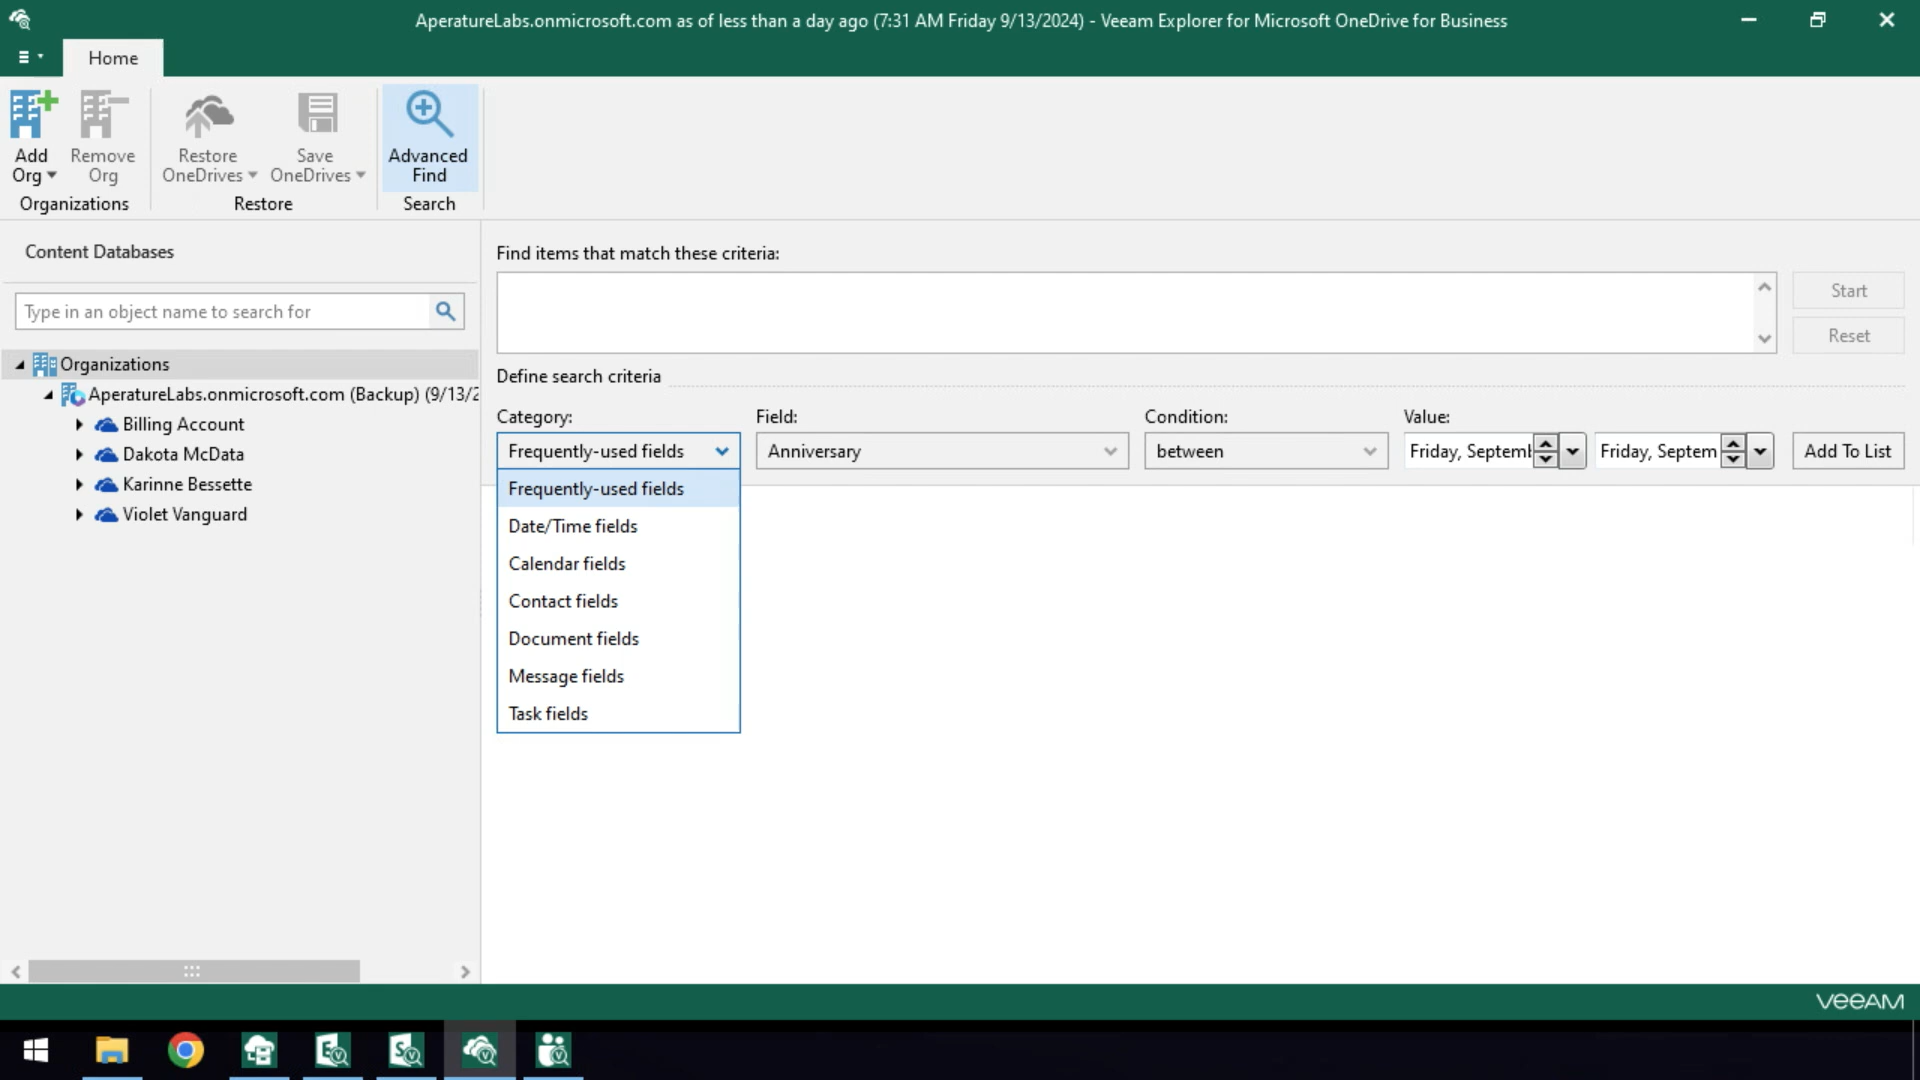 AperatureLabs.onmicrosoft.com as of less than a day ago (7:31 AM Friday 9/13/2024) - Veeam Explorer for Microsoft OneDrive for Business
Home
Add Org
Remove Org
Restore OneDrives
Save OneDrives
Advanced Find
Organizations
Restore
Search
Content Databases
Type in an object name to search for
Organizations
AperatureLabs.onmicrosoft.com (Backup) (9/13/2
Billing Account
Dakota McData
Karinne Bessette
Violet Vanguard
Find items that match these criteria:
Start
Reset
Define search criteria
Category: Field: Condition: Value:
Frequently-used fields Anniversary between Friday, Septemb Friday, Septem Add To List
Frequently-used fields
Date/Time fields
Calendar fields
Contact fields
Document fields
Message fields
Task fields
veeAM